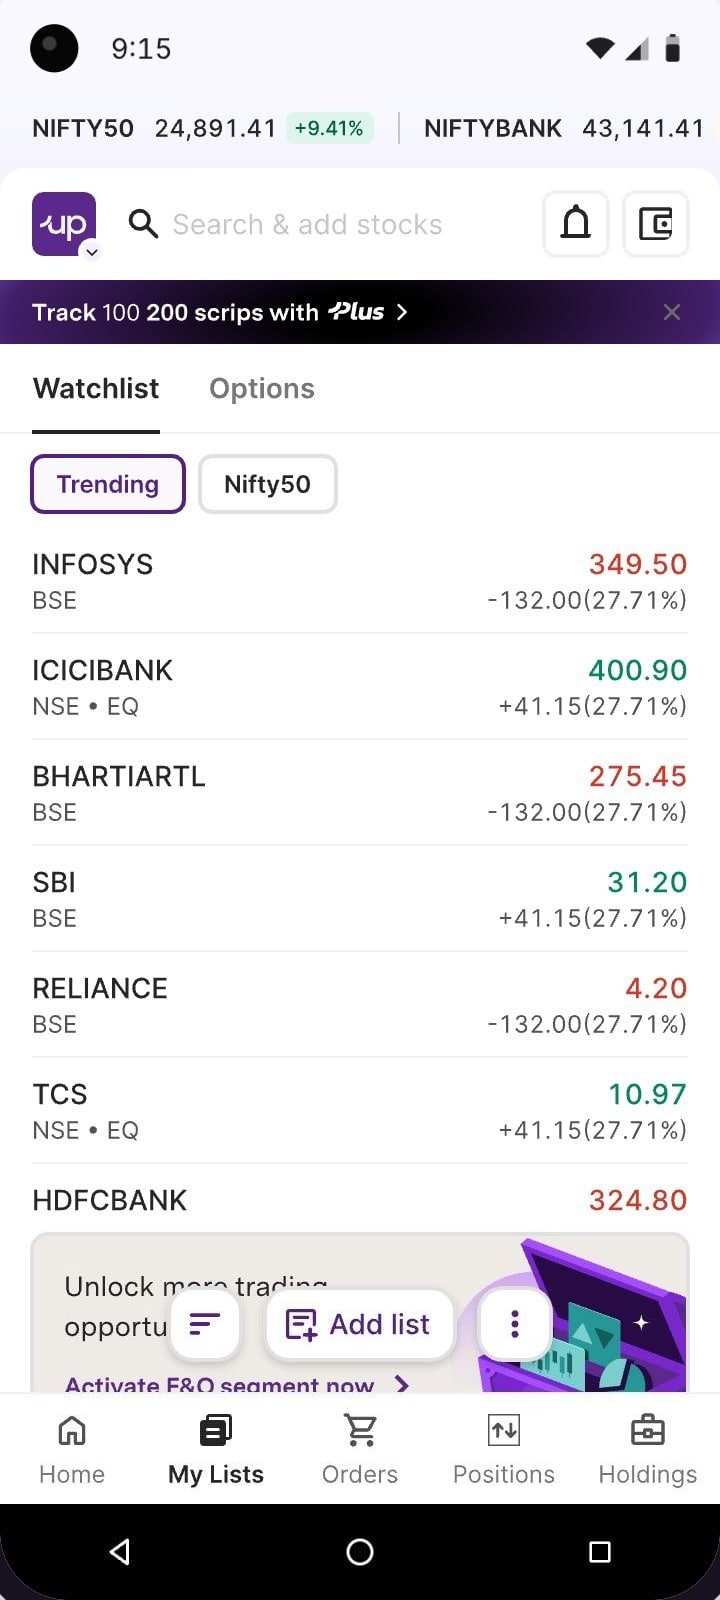 9:15
NIFTY50 24,891.41 +9.41% NIFTYBANK 43,141.41
up Search & add stocks
Track 100 200 scrips with Plus
Watchlist Options
Trending Nifty50
INFOSYS 349.50
BSE -132.00(27.71%)
ICICIBANK 400.90
NSE • EQ +41.15(27.71%)
BHARTIARTL 275.45
BSE -132.00(27.71%)
SBI 31.20
BSE +41.15(27.71%)
RELIANCE 4.20
BSE -132.00(27.71%)
TCS 10.97
NSE • EQ +41.15(27.71%)
HDFCBANK 324.80
Unlock more trading
opportu
Add list
Activate F&O segment now
Home My Lists Orders Positions Holdings